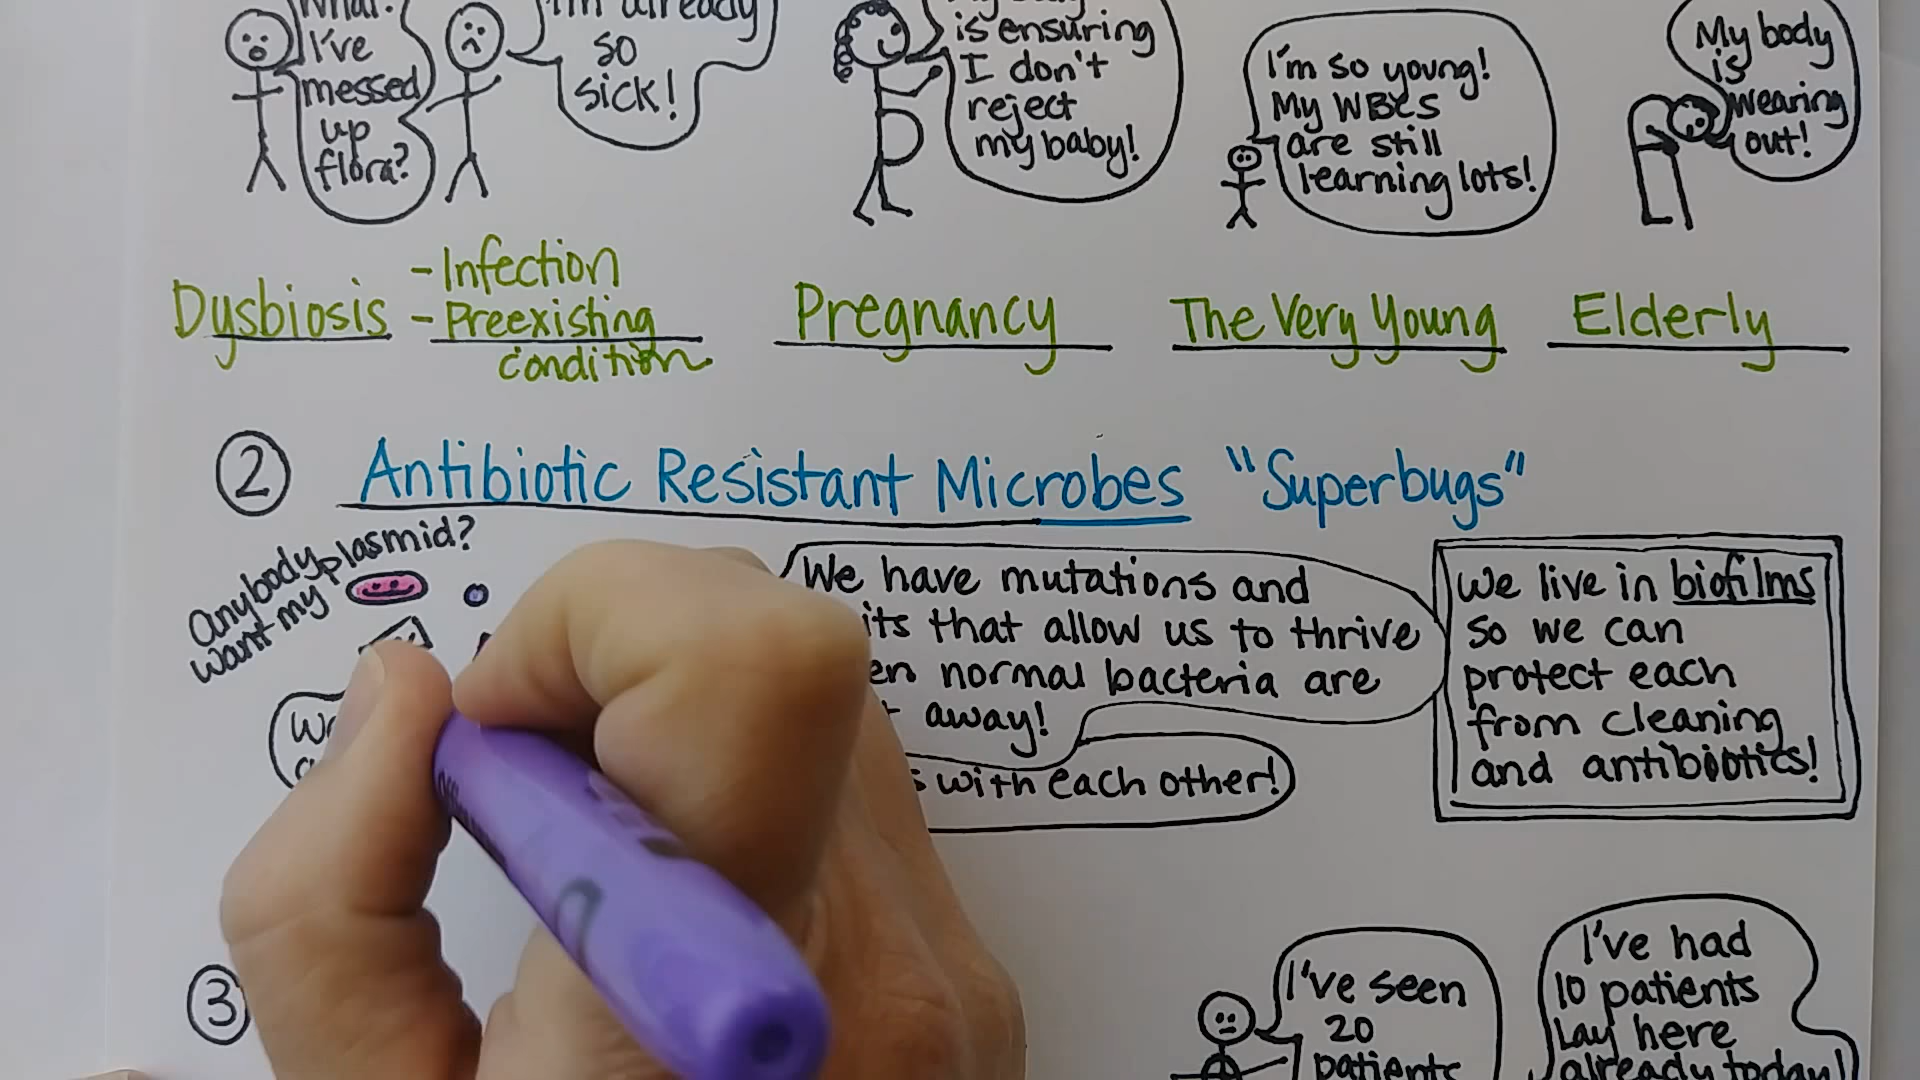 What?
I've
messed
up
flora?
I'm already
so
sick!
is ensuring
I don't
reject
my baby!
I'm so young!
My WBCs
are still
learning lots!
My body
is
wearing
out!
Dysbiosis
- Infection
- Preexisting
condition
Pregnancy
The Very Young
Elderly
2 Antibiotic Resistant Microbes "Superbugs"
Anybody
want my
plasmid?
We have mutations and
that allow us to thrive
normal bacteria are
away!
with each other!
We live in biofilms
so we can
protect each
from cleaning
and antibiotics!
3
I've seen
20
patients
I've had
10 patients
lay here
already today!